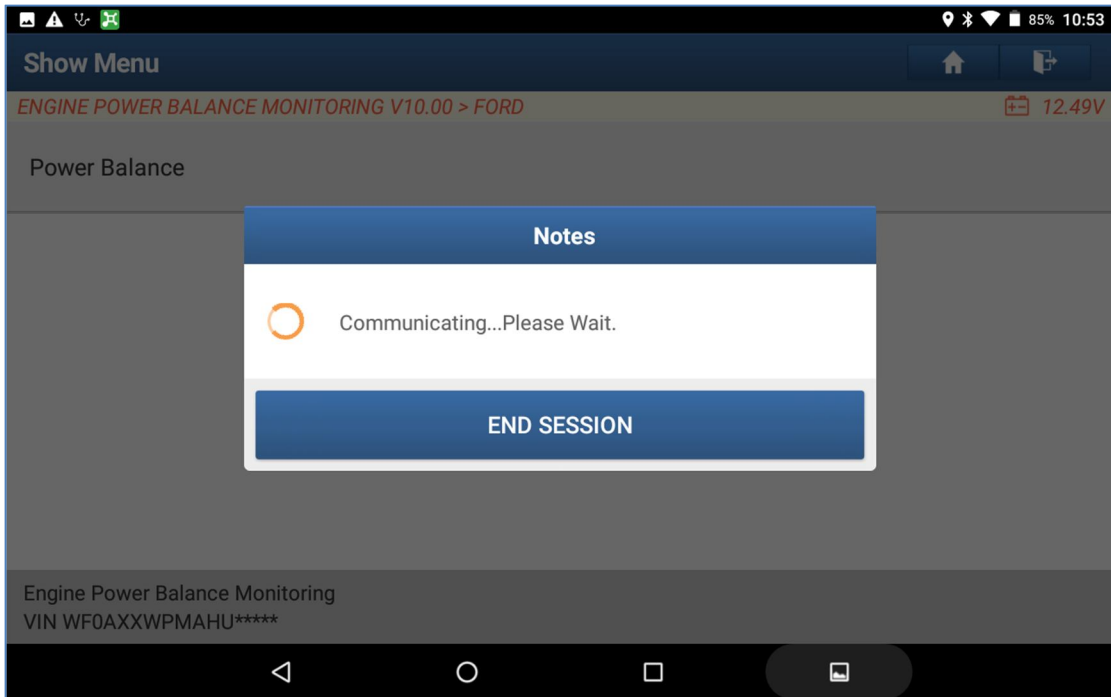 85% 10:53
Show Menu
ENGINE POWER BALANCE MONITORING V10.00 > FORD 12.49V
Power Balance
Notes
Communicating...Please Wait.
END SESSION
Engine Power Balance Monitoring
VIN WF0AXXWPMAHU*****